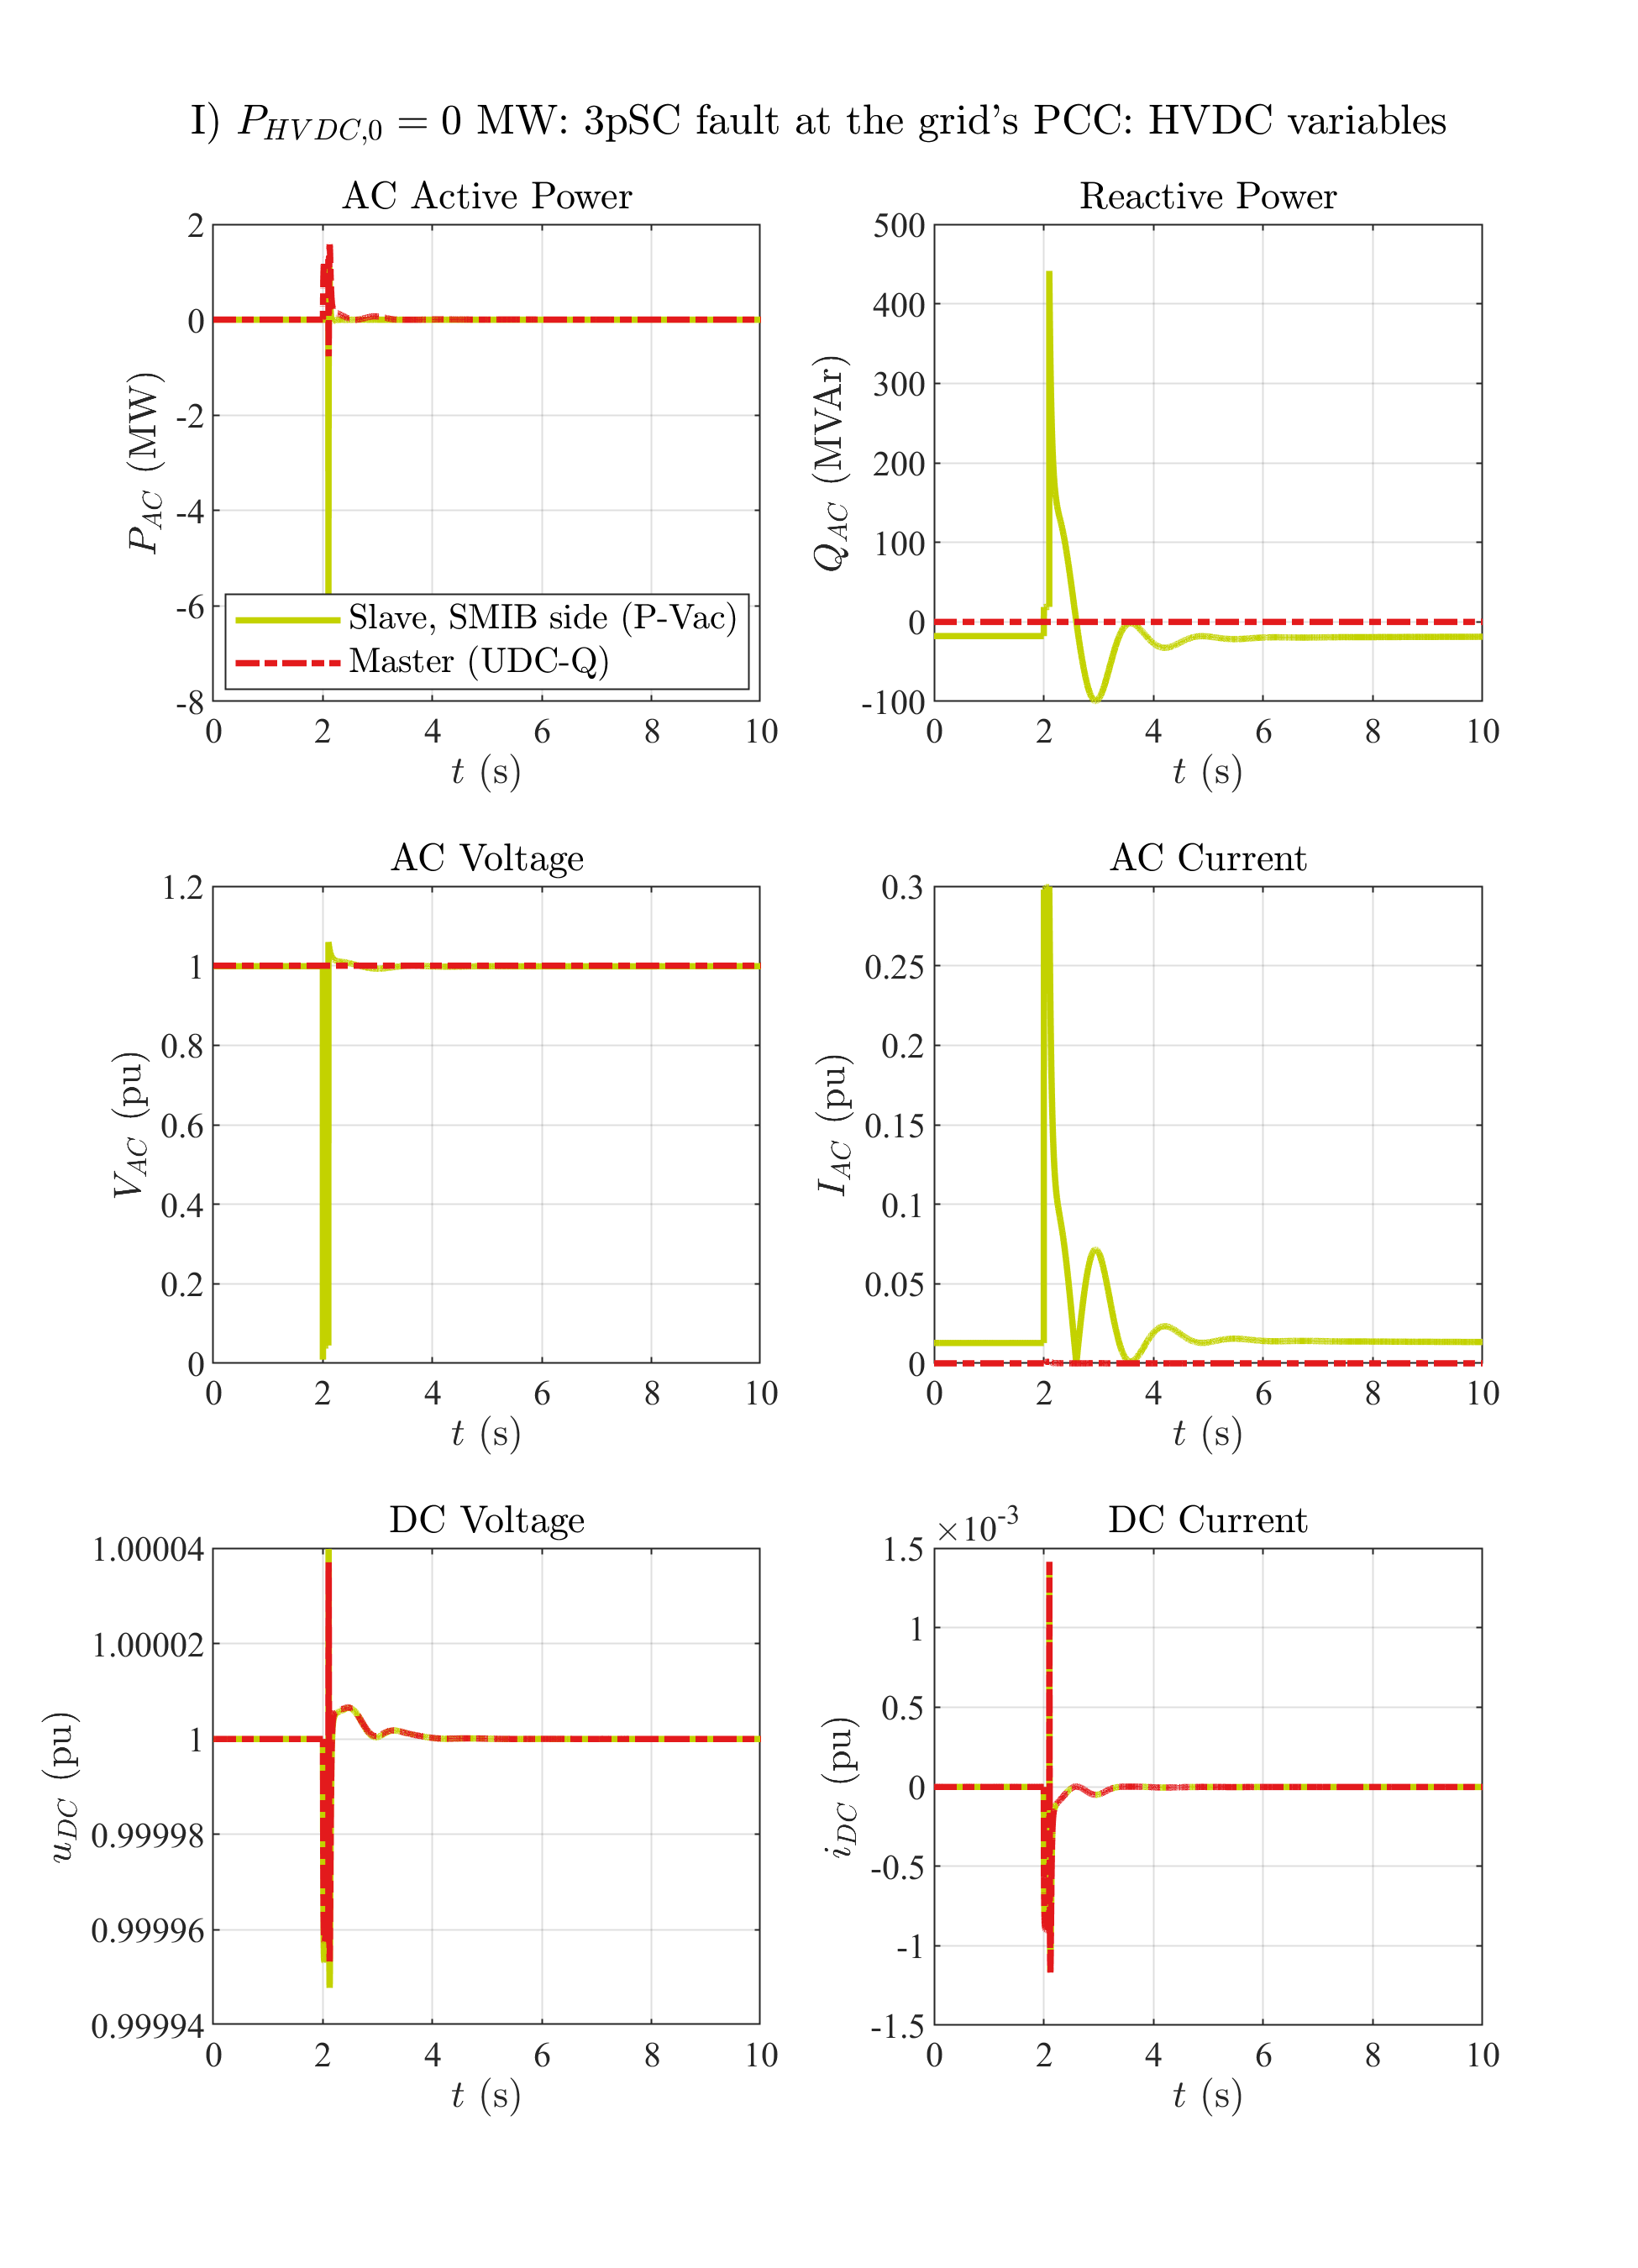 I) P_{HVDC,0} = 0 MW: 3pSC fault at the grid's PCC: HVDC variables
AC Active Power
2
0
-2
-4
-6
-8
P_{AC} (MW)
Slave, SMIB side (P-Vac)
Master (UDC-Q)
0 2 4 6 8 10
t (s)
Reactive Power
500
400
300
200
100
0
-100
Q_{AC} (MVAr)
0 2 4 6 8 10
t (s)
AC Voltage
1.2
1
0.8
0.6
0.4
0.2
0
V_{AC} (pu)
0 2 4 6 8 10
t (s)
AC Current
0.3
0.25
0.2
0.15
0.1
0.05
0
I_{AC} (pu)
0 2 4 6 8 10
t (s)
DC Voltage
1.00004
1.00002
1
0.99998
0.99996
0.99994
u_{DC} (pu)
0 2 4 6 8 10
t (s)
DC Current
×10^{-3}
1.5
1
0.5
0
-0.5
-1
-1.5
i_{DC} (pu)
0 2 4 6 8 10
t (s)